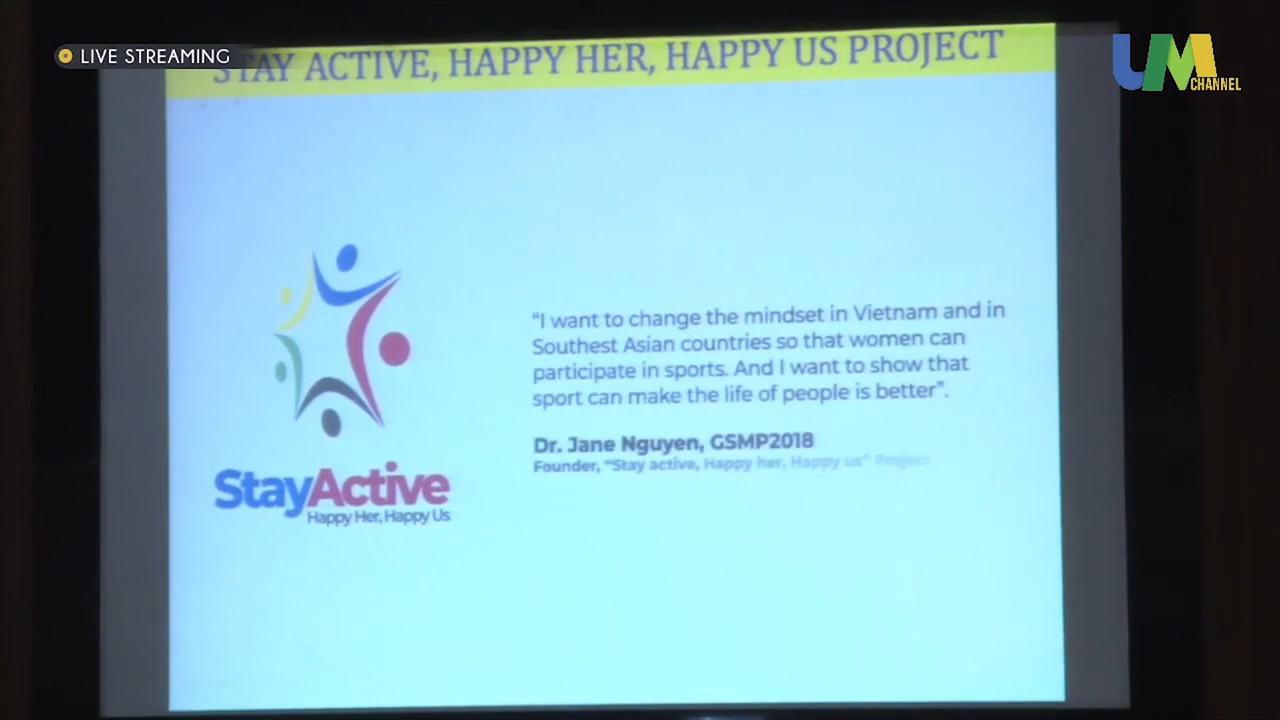 LIVE STREAMING
UM
CHANNEL
STAY ACTIVE, HAPPY HER, HAPPY US PROJECT
“I want to change the mindset in Vietnam and in
Southest Asian countries so that women can
participate in sports. And I want to show that
sport can make the life of people is better”.
Dr. Jane Nguyen, GSMP2018
Founder, “Stay active, Happy her, Happy us” Project
StayActive
Happy Her, Happy Us